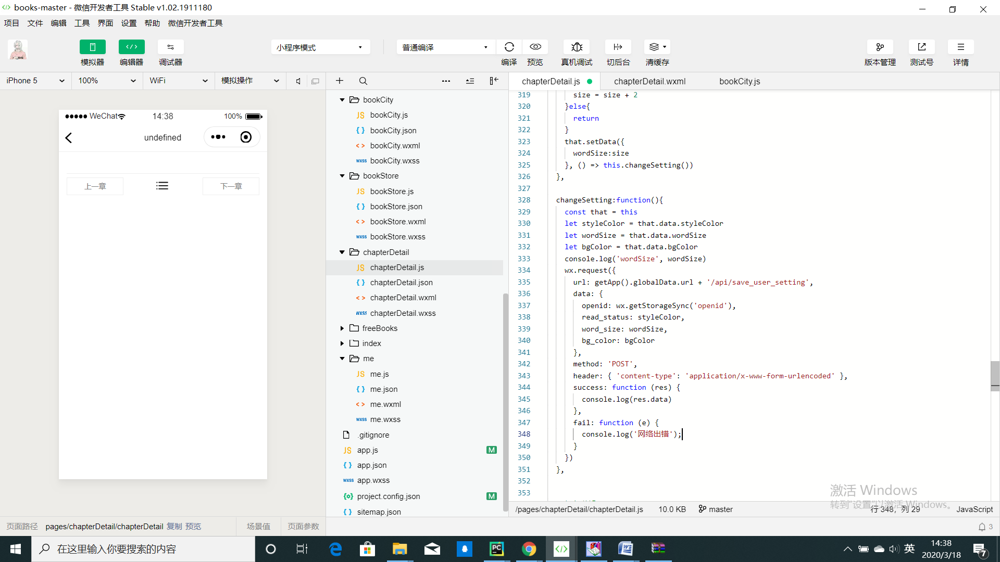 books-master - 微信开发者工具 Stable v1.02.1911180
项目 文件 编辑 工具 界面 设置 帮助 微信开发者工具
模拟器 编辑器 调试器
小程序模式
普通编译
编译 预览 真机调试 切后台 清缓存
版本管理 测试号 详情
iPhone 5 100% WiFi 模拟操作
WeChat 14:38 100%
undefined
上一章 下一章
bookCity
JS bookCity.js
{ } bookCity.json
<> bookCity.wxml
wxss bookCity.wxss
bookStore
JS bookStore.js
{ } bookStore.json
<> bookStore.wxml
wxss bookStore.wxss
chapterDetail
JS chapterDetail.js
{ } chapterDetail.json
<> chapterDetail.wxml
wxss chapterDetail.wxss
freeBooks
index
me
JS me.js
{ } me.json
<> me.wxml
wxss me.wxss
.gitignore
JS app.js M
{ } app.json
wxss app.wxss
project.config.json M
{ } sitemap.json
chapterDetail.js chapterDetail.wxml bookCity.js
319 size = size + 2
320 }else{
321 return
322 }
323 that.setData({
324 wordSize:size
325 }, () => this.changeSetting())
326 },
327
328 changeSetting:function(){
329 const that = this
330 let styleColor = that.data.styleColor
331 let wordSize = that.data.wordSize
332 let bgColor = that.data.bgColor
333 console.log('wordSize', wordSize)
334 wx.request({
335 url: getApp().globalData.url + '/api/save_user_setting',
336 data: {
337 openid: wx.getStorageSync('openid'),
338 read_status: styleColor,
339 word_size: wordSize,
340 bg_color: bgColor
341 },
342 method: 'POST',
343 header: { 'content-type': 'application/x-www-form-urlencoded' },
344 success: function (res) {
345 console.log(res.data)
346 },
347 fail: function (e) {
348 console.log('网络出错');
349 }
350 })
351 },
352
353
激活 Windows
转到"设置"以激活 Windows。
/pages/chapterDetail/chapterDetail.js 10.0 KB master 行 348，列 29 JavaScript
页面路径 pages/chapterDetail/chapterDetail 复制 预览 场景值 页面参数
3
在这里输入你要搜索的内容
PC
英
14:38
2020/3/18
7